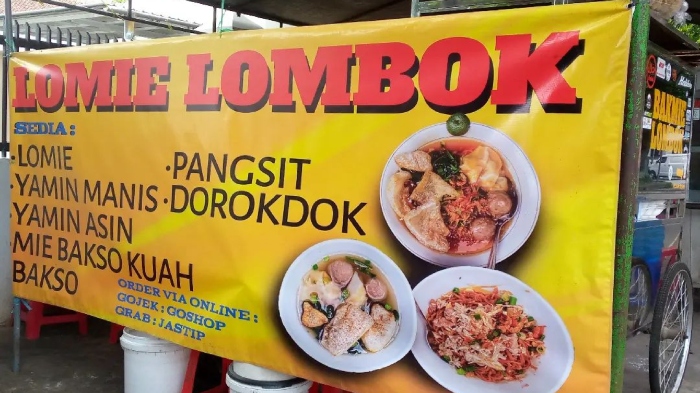 LOMIE LOMBOK
SEDIA :
·LOMIE
·YAMIN MANIS
·YAMIN ASIN
·MIE BAKSO KUAH
BAKSO
·PANGSIT
·DOROKDOK
ORDER VIA ONLINE :
GOJEK : GOSHOP
GRAB : JASTIP
LOMBOK